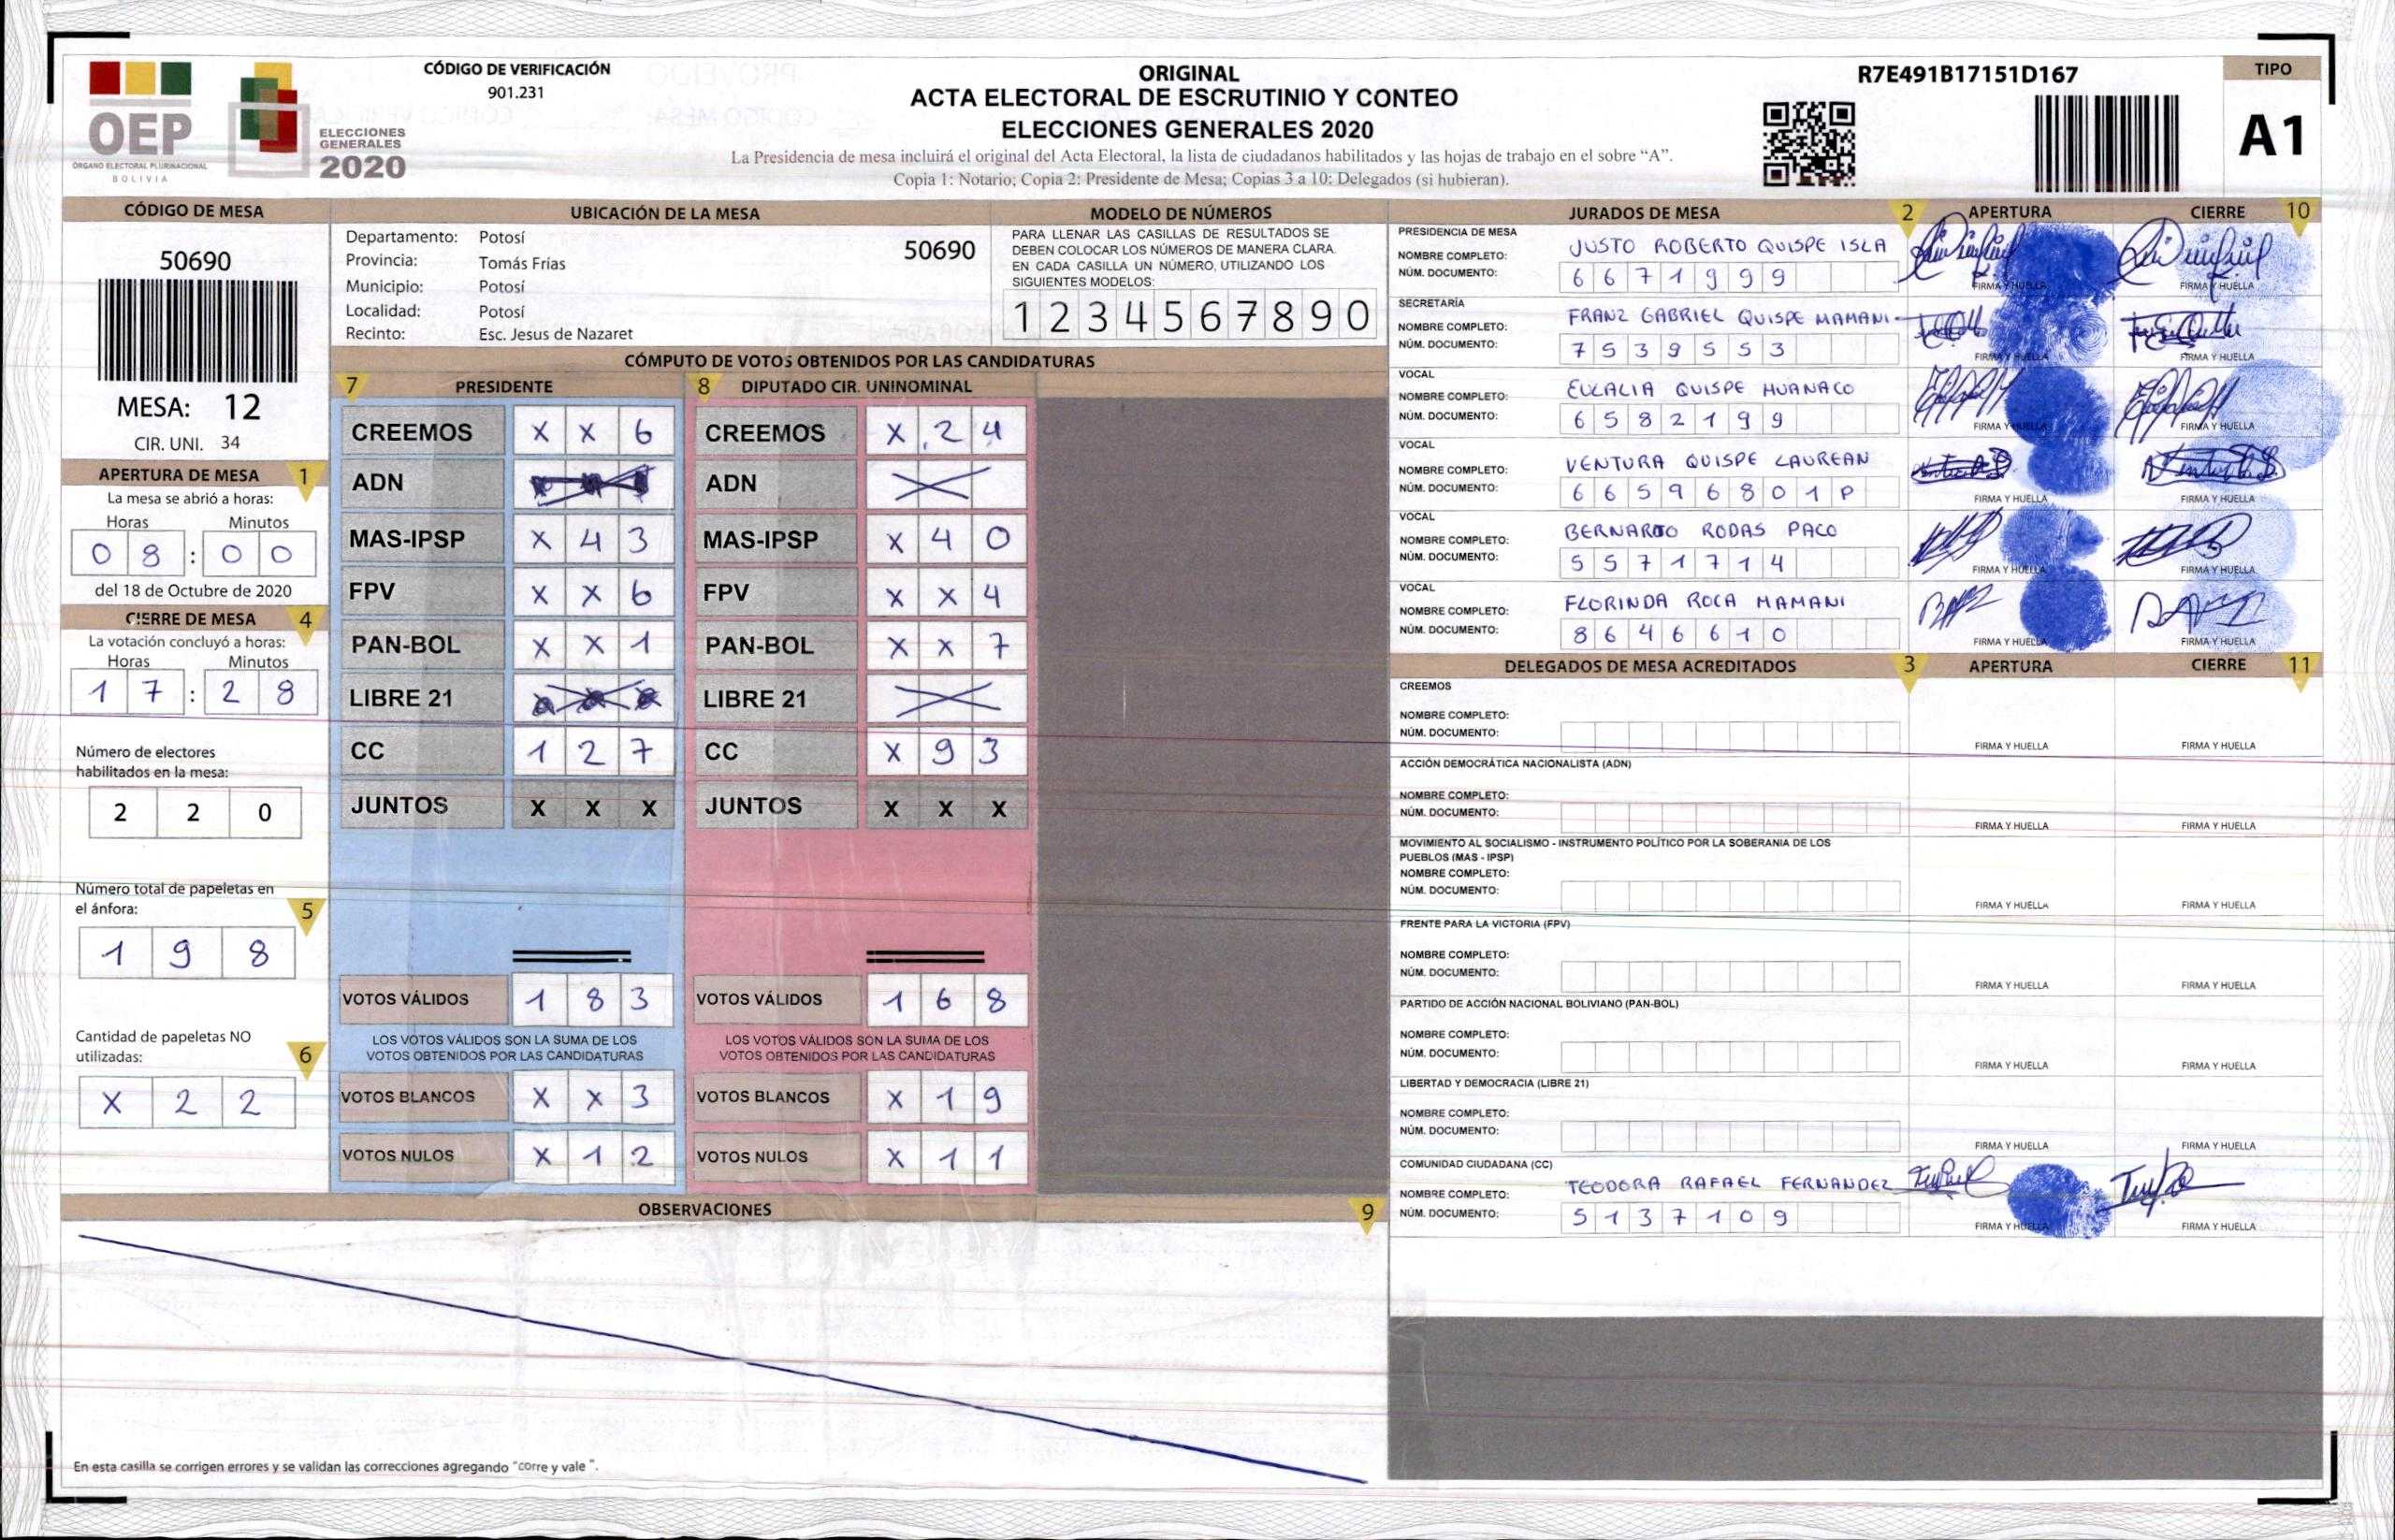 OEP
ÓRGANO ELECTORAL PLURINACIONAL
BOLIVIA
ELECCIONES
GENERALES
2020
CÓDIGO DE VERIFICACIÓN
901.231
ORIGINAL
ACTA ELECTORAL DE ESCRUTINIO Y CONTEO
ELECCIONES GENERALES 2020
La Presidencia de mesa incluirá el original del Acta Electoral, la lista de ciudadanos habilitados y las hojas de trabajo en el sobre “A”.
Copia 1: Notario; Copia 2: Presidente de Mesa; Copias 3 a 10: Delegados (si hubieran).
R7E491B17151D167
TIPO
A1
CÓDIGO DE MESA
50690
MESA: 12
CIR. UNI. 34
APERTURA DE MESA 1
La mesa se abrió a horas:
Horas Minutos
0 8 : 0 0
del 18 de Octubre de 2020
CIERRE DE MESA 4
La votación concluyó a horas:
Horas Minutos
1 7 : 2 8
Número de electores
habilitados en la mesa:
2 2 0
Número total de papeletas en
el ánfora: 5
1 9 8
Cantidad de papeletas NO
utilizadas: 6
X 2 2
UBICACIÓN DE LA MESA
Departamento: Potosí 50690
Provincia: Tomás Frías
Municipio: Potosí
Localidad: Potosí
Recinto: Esc. Jesus de Nazaret
MODELO DE NÚMEROS
PARA LLENAR LAS CASILLAS DE RESULTADOS SE
DEBEN COLOCAR LOS NÚMEROS DE MANERA CLARA.
EN CADA CASILLA UN NÚMERO, UTILIZANDO LOS
SIGUIENTES MODELOS:
1 2 3 4 5 6 7 8 9 0
CÓMPUTO DE VOTOS OBTENIDOS POR LAS CANDIDATURAS
7 PRESIDENTE
CREEMOS X X 6
ADN
MAS-IPSP X 4 3
FPV X X 6
PAN-BOL X X 1
LIBRE 21
CC 1 2 7
JUNTOS X X X
VOTOS VÁLIDOS 1 8 3
LOS VOTOS VÁLIDOS SON LA SUMA DE LOS
VOTOS OBTENIDOS POR LAS CANDIDATURAS
VOTOS BLANCOS X X 3
VOTOS NULOS X 1 2
8 DIPUTADO CIR. UNINOMINAL
CREEMOS X 2 4
ADN
MAS-IPSP X 4 0
FPV X X 4
PAN-BOL X X 7
LIBRE 21
CC X 9 3
JUNTOS X X X
VOTOS VÁLIDOS 1 6 8
LOS VOTOS VÁLIDOS SON LA SUMA DE LOS
VOTOS OBTENIDOS POR LAS CANDIDATURAS
VOTOS BLANCOS X 1 9
VOTOS NULOS X 1 1
OBSERVACIONES 9
En esta casilla se corrigen errores y se validan las correcciones agregando "corre y vale".
JURADOS DE MESA 2 APERTURA CIERRE 10
PRESIDENCIA DE MESA
NOMBRE COMPLETO: JUSTO ROBERTO QUISPE ISLA
NÚM. DOCUMENTO: 6 6 7 1 9 9 9
FIRMA Y HUELLA FIRMA Y HUELLA
SECRETARÍA
NOMBRE COMPLETO: FRANZ GABRIEL QUISPE MAMANI
NÚM. DOCUMENTO: 7 5 3 9 5 5 3
FIRMA Y HUELLA FIRMA Y HUELLA
VOCAL
NOMBRE COMPLETO: EULALIA QUISPE HUANACO
NÚM. DOCUMENTO: 6 5 8 2 1 9 9
FIRMA Y HUELLA FIRMA Y HUELLA
VOCAL
NOMBRE COMPLETO: VENTURA QUISPE LAUREAN
NÚM. DOCUMENTO: 6 6 5 9 6 8 0 1 P
FIRMA Y HUELLA FIRMA Y HUELLA
VOCAL
NOMBRE COMPLETO: BERNARDO RODAS PACO
NÚM. DOCUMENTO: 5 5 7 1 7 1 4
FIRMA Y HUELLA FIRMA Y HUELLA
VOCAL
NOMBRE COMPLETO: FLORINDA ROCA MAMANI
NÚM. DOCUMENTO: 8 6 4 6 6 1 0
FIRMA Y HUELLA FIRMA Y HUELLA
DELEGADOS DE MESA ACREDITADOS 3 APERTURA CIERRE 11
CREEMOS
NOMBRE COMPLETO:
NÚM. DOCUMENTO:
FIRMA Y HUELLA FIRMA Y HUELLA
ACCIÓN DEMOCRÁTICA NACIONALISTA (ADN)
NOMBRE COMPLETO:
NÚM. DOCUMENTO:
FIRMA Y HUELLA FIRMA Y HUELLA
MOVIMIENTO AL SOCIALISMO - INSTRUMENTO POLÍTICO POR LA SOBERANIA DE LOS
PUEBLOS (MAS - IPSP)
NOMBRE COMPLETO:
NÚM. DOCUMENTO:
FIRMA Y HUELLA FIRMA Y HUELLA
FRENTE PARA LA VICTORIA (FPV)
NOMBRE COMPLETO:
NÚM. DOCUMENTO:
FIRMA Y HUELLA FIRMA Y HUELLA
PARTIDO DE ACCIÓN NACIONAL BOLIVIANO (PAN-BOL)
NOMBRE COMPLETO:
NÚM. DOCUMENTO:
FIRMA Y HUELLA FIRMA Y HUELLA
LIBERTAD Y DEMOCRACIA (LIBRE 21)
NOMBRE COMPLETO:
NÚM. DOCUMENTO:
FIRMA Y HUELLA FIRMA Y HUELLA
COMUNIDAD CIUDADANA (CC)
NOMBRE COMPLETO: TEODORA RAFAEL FERNANDEZ
NÚM. DOCUMENTO: 5 1 3 7 1 0 9
FIRMA Y HUELLA FIRMA Y HUELLA